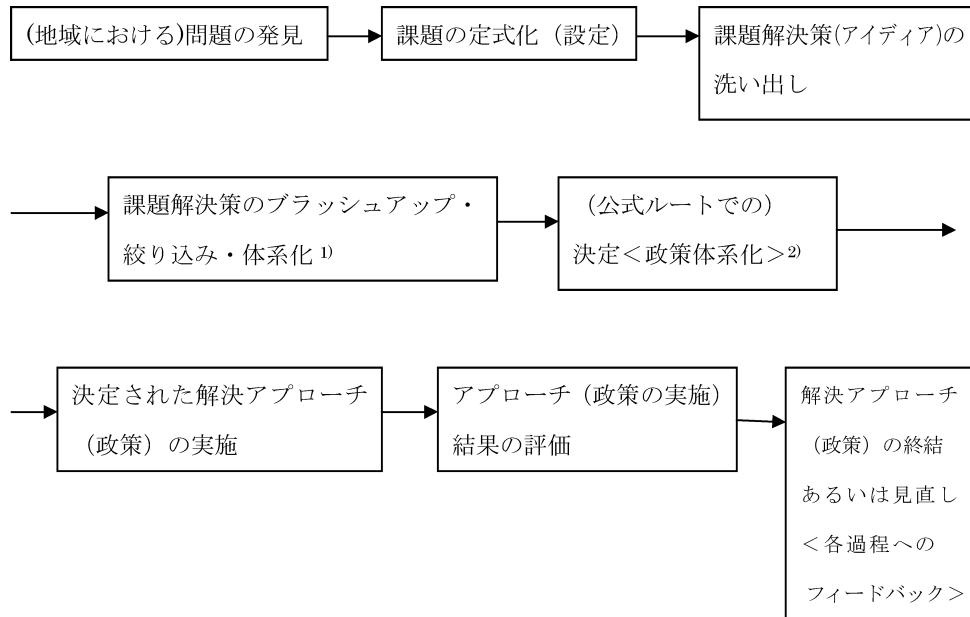 (地域における)問題の発見
課題の定式化（設定）
課題解決策(アイディア)の
洗い出し
課題解決策のブラッシュアップ・
絞り込み・体系化 1)
（公式ルートでの）
決定＜政策体系化＞2)
決定された解決アプローチ
（政策）の実施
アプローチ（政策の実施）
結果の評価
解決アプローチ
（政策）の終結
あるいは見直し
＜各過程への
フィードバック＞